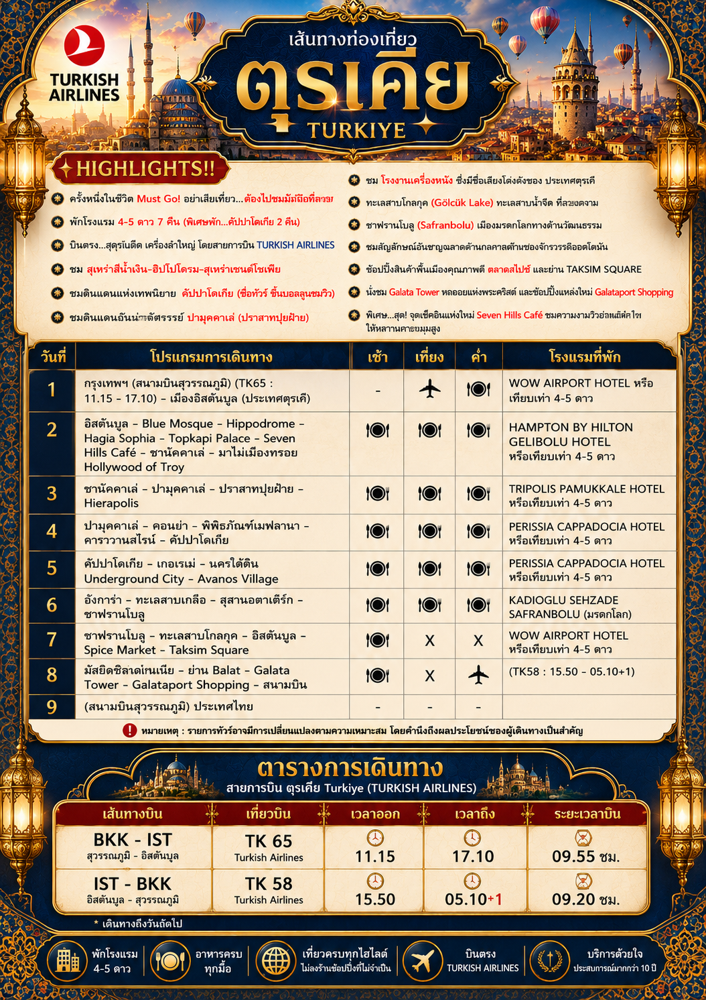 TURKISH
AIRLINES
เส้นทางท่องเที่ยว
ตุรเคีย
TURKIYE
HIGHLIGHTS!!
ครั้งหนึ่งในชีวิต Must Go! อย่าเสียเที่ยว...ต้องไปชม
พักโรงแรม 4-5 ดาว 7 คืน (พิเศษพัก...คัปปาโดเกีย 2 คืน)
บินตรง... เครื่องลำใหญ่ โดยสายการบิน TURKISH AIRLINES
ชม สุเหร่าสีน้ำเงิน-ฮิปโปโดรม-สุเหร่าเซนต์โซเฟีย
ชมดินแดนแห่งเทพนิยาย คัปปาโดเกีย (ซื่อทัวร์ ขึ้นบอลลูนชมวิว)
ชมดินแดน ปามุคคาเล่ (ปราสาทปุยฝ้าย)
ชม โรงงานเครื่องหนัง ซึ่งมีชื่อเสียงโด่งดังของ ประเทศตุรเคี
ทะเลสาบโกลกุค (Gölcük Lake) ทะเลสาบน้ำจืด
ซาฟรานโบลู (Safranbolu) เมืองมรดกโลกทางด้านวัฒนธรรม
ชมสัญลักษณ์
ช้อปปิ้งสินค้าพื้นเมืองคุณภาพดี ตลาดสไปซ์ และย่าน TAKSIM SQUARE
นั่งชม Galata Tower หดออยแห่งพระคริสต์ และช้อปปิ้งแหล่งใหม่ Galataport Shopping
พิเศษ...สุด! จุดเช็คอินแห่งใหม่ Seven Hills Café ชมความงาม
วันที่ โปรแกรมการเดินทาง เช้า เที่ยง ค่ำ โรงแรมที่พัก
1 กรุงเทพฯ (สนามบินสุวรรณภูมิ) (TK65 : - WOW AIRPORT HOTEL หรือ
11.15 - 17.10) - เมืองอิสตันบูล (ประเทศตุรเคี) เทียบเท่า 4-5 ดาว
2 อิสตันบูล - Blue Mosque - Hippodrome - HAMPTON BY HILTON
Hagia Sophia - Topkapi Palace - Seven GELIBOLU HOTEL
Hills Café - ชานัคคาเล่ - มาไม่เมืองทรอย หรือเทียบเท่า 4-5 ดาว
Hollywood of Troy
3 ชานัคคาเล่ - ปามุคคาเล่ - ปราสาทปุยฝ้าย - TRIPOLIS PAMUKKALE HOTEL
Hierapolis หรือเทียบเท่า 4-5 ดาว
4 ปามุคคาเล่ - คอนย่า - พิพิธภัณฑ์เมฟลานา - PERISSIA CAPPADOCIA HOTEL
คาราวานสไรน์ - คัปปาโดเกีย หรือเทียบเท่า 4-5 ดาว
5 คัปปาโดเกีย - เกอเรเม่ - นครใต้ดิน PERISSIA CAPPADOCIA HOTEL
Underground City - Avanos Village หรือเทียบเท่า 4-5 ดาว
6 อังการ่า - ทะเลสาบเกลือ - สุสานอตาเติร์ก - KADIOGLU SEHZADE
ซาฟรานโบลู SAFRANBOLU (มรดกโลก)
7 ซาฟรานโบลู - ทะเลสาบโกลกุค - อิสตันบูล - X X WOW AIRPORT HOTEL
Spice Market - Taksim Square หรือเทียบเท่า 4-5 ดาว
8 - ย่าน Balat - Galata X (TK58 : 15.50 - 05.10+1)
Tower - Galataport Shopping - สนามบิน
9 (สนามบินสุวรรณภูมิ) ประเทศไทย - - -
! หมายเหตุ : รายการทัวร์อาจมีการเปลี่ยนแปลงตามความเหมาะสม โดยคำนึงถึงผลประโยชน์ของผู้เดินทางเป็นสำคัญ
ตารางการเดินทาง
สายการบิน ตุรเคีย Turkiye (TURKISH AIRLINES)
เส้นทางบิน เที่ยวบิน เวลาออก เวลาถึง ระยะเวลาบิน
BKK - IST TK 65 11.15 17.10 09.55 ชม.
สุวรรณภูมิ - อิสตันบูล Turkish Airlines
IST - BKK TK 58 15.50 05.10+1 09.20 ชม.
อิสตันบูล - สุวรรณภูมิ Turkish Airlines
* เดินทางถึงวันถัดไป
พักโรงแรม
4-5 ดาว
อาหารครบ
ทุกมื้อ
เที่ยวครบทุกไฮไลต์
ไม่ลงร้านช้อปปิ้งที่ไม่จำเป็น
บินตรง
TURKISH AIRLINES
บริการด้วยใจ
ประสบการณ์มากกว่า 10 ปี